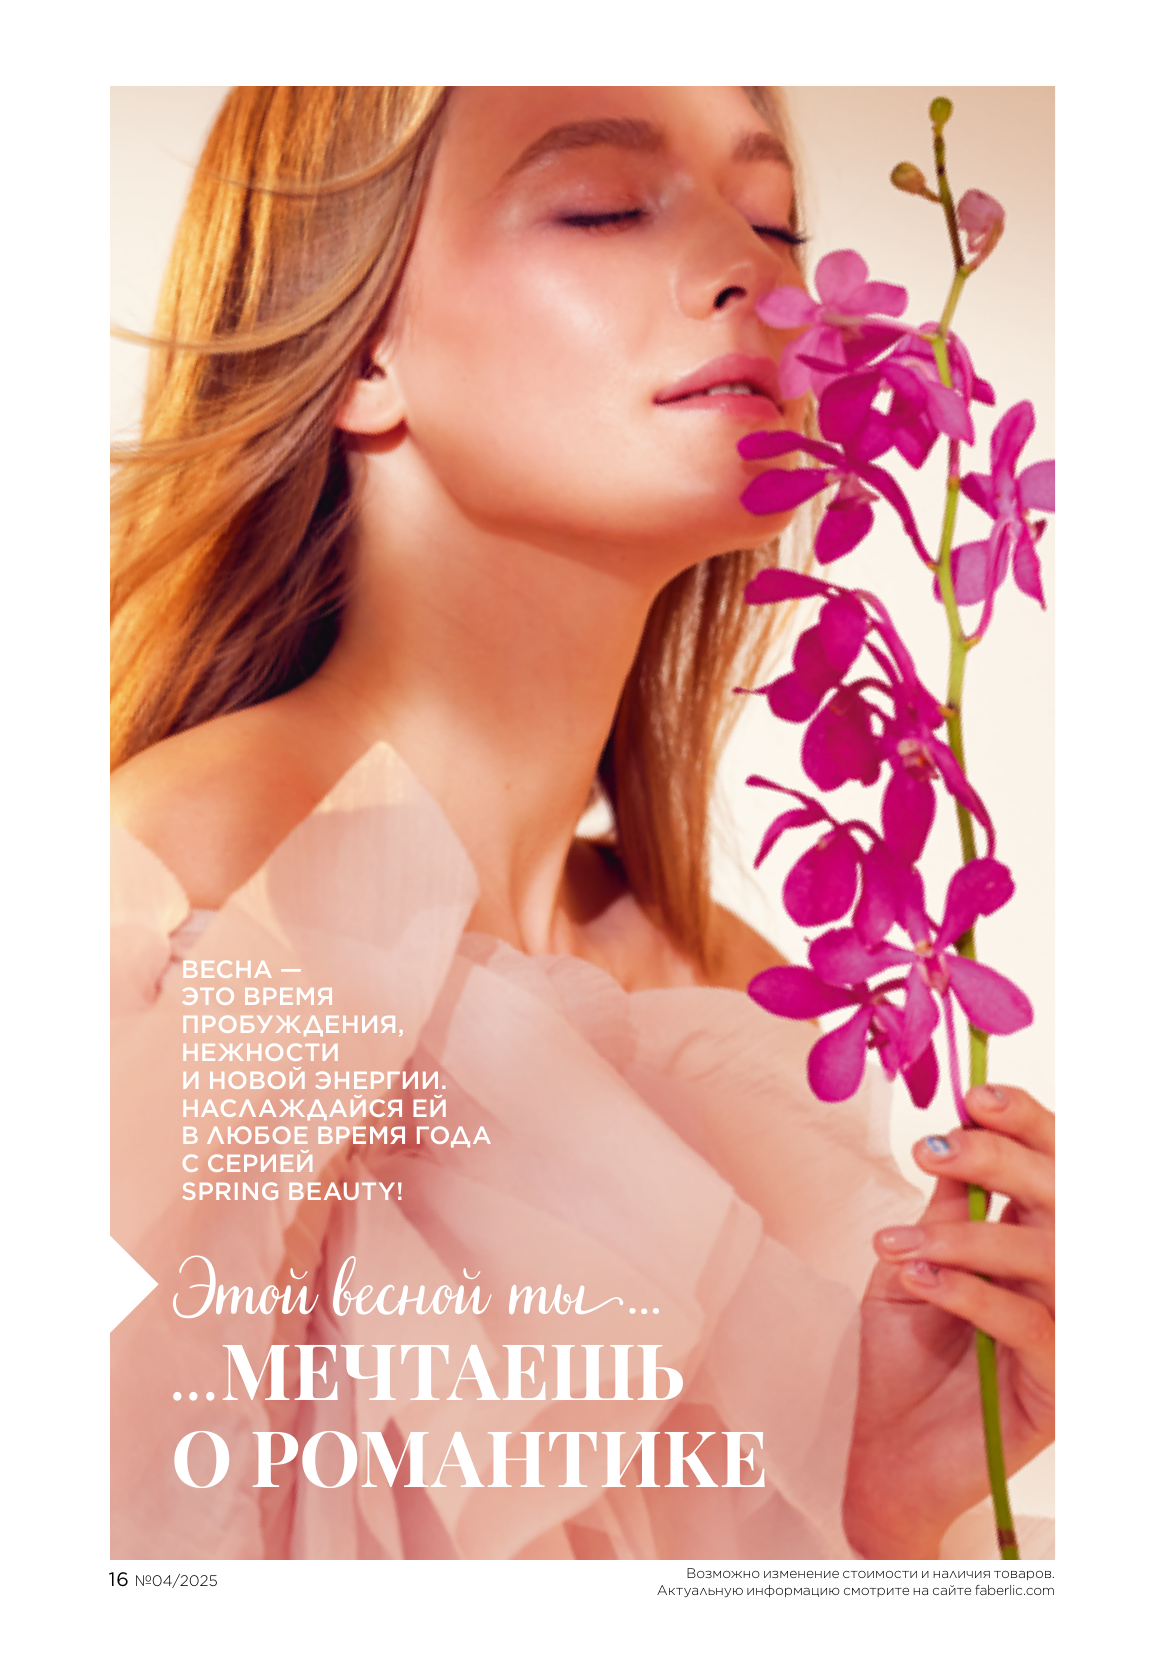 ВЕСНА —
ЭТО ВРЕМЯ
ПРОБУЖДЕНИЯ,
НЕЖНОСТИ
И НОВОЙ ЭНЕРГИИ.
НАСЛАЖДАЙСЯ ЕЙ
В ЛЮБОЕ ВРЕМЯ ГОДА
С СЕРИЕЙ
SPRING BEAUTY!
Этой весной ты...
...МЕЧТАЕШЬ
О РОМАНТИКЕ
16 №04/2025
Возможно изменение стоимости и наличия товаров.
Актуальную информацию смотрите на сайте faberlic.com